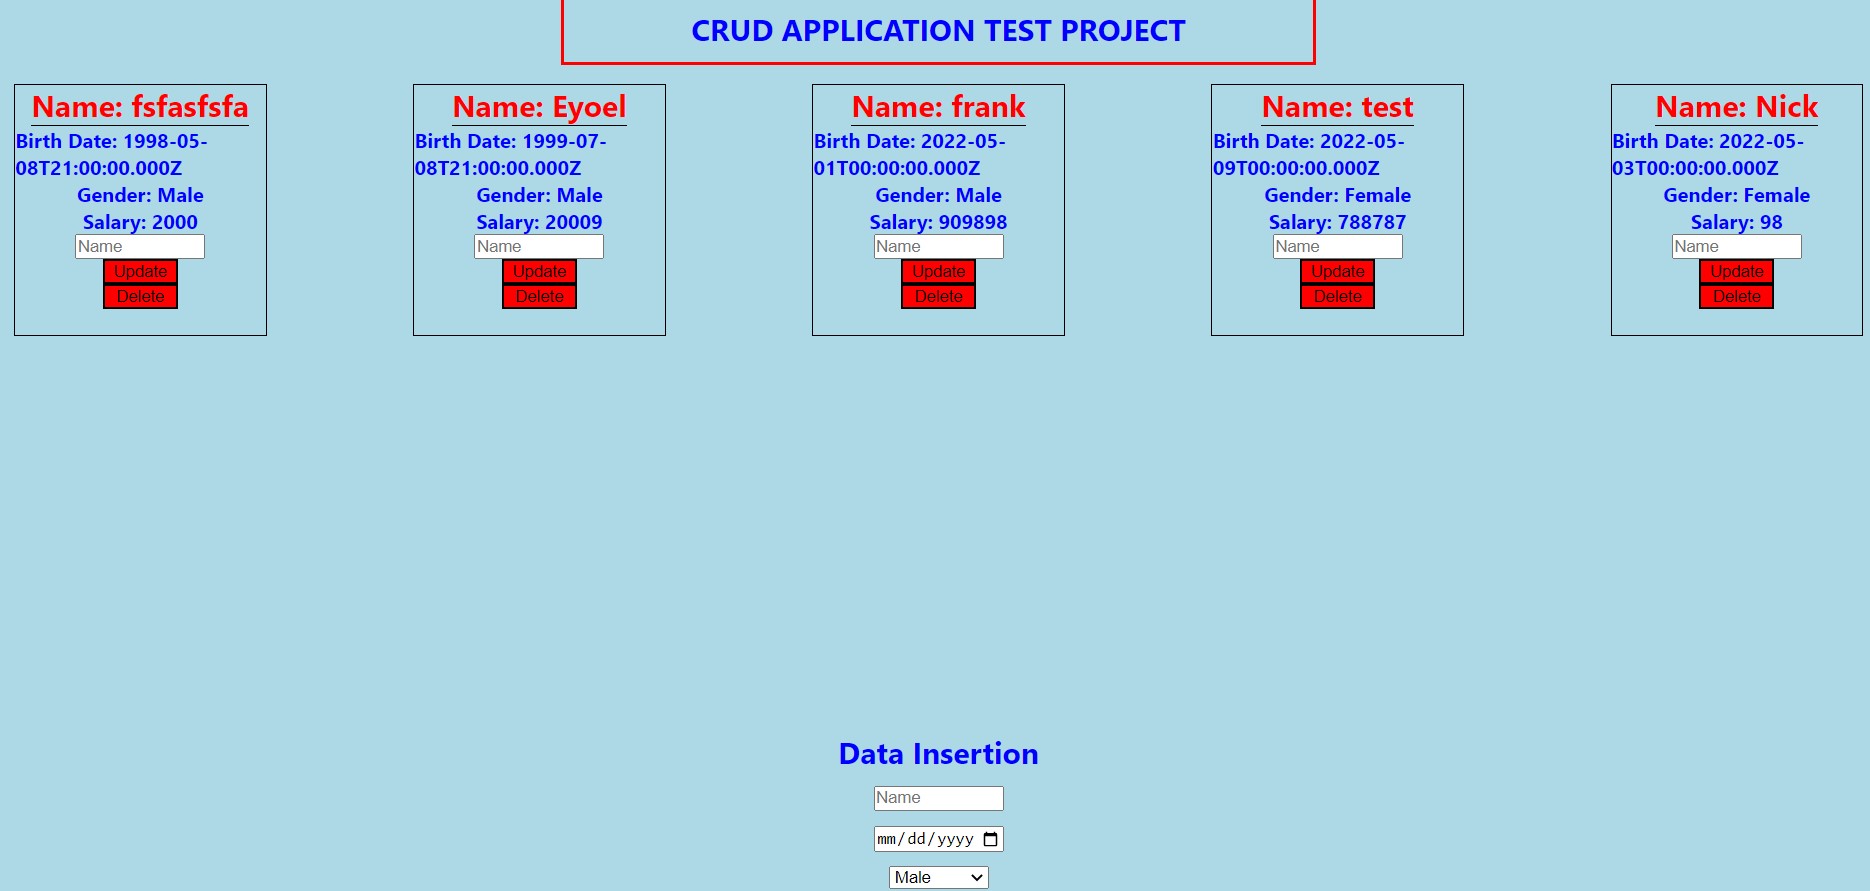 CRUD APPLICATION TEST PROJECT
Name: fsfasfsfa
Birth Date: 1998-05-
08T21:00:00.000Z
Gender: Male
Salary: 2000
Name
Update
Delete
Name: Eyoel
Birth Date: 1999-07-
08T21:00:00.000Z
Gender: Male
Salary: 20009
Name
Update
Delete
Name: frank
Birth Date: 2022-05-
01T00:00:00.000Z
Gender: Male
Salary: 909898
Name
Update
Delete
Name: test
Birth Date: 2022-05-
09T00:00:00.000Z
Gender: Female
Salary: 788787
Name
Update
Delete
Name: Nick
Birth Date: 2022-05-
03T00:00:00.000Z
Gender: Female
Salary: 98
Name
Update
Delete
Data Insertion
Name
mm/dd/yyyy
Male